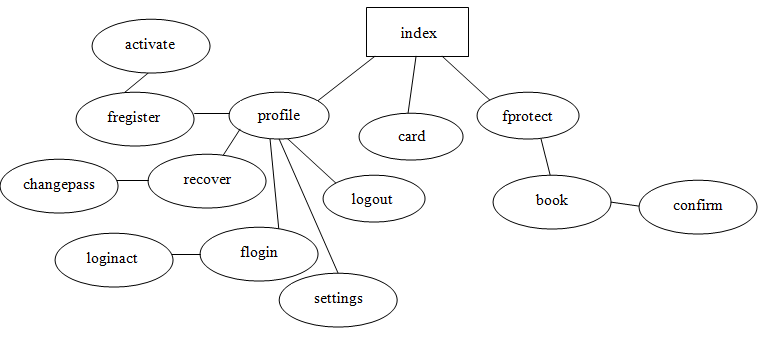 index
activate
profile
fregister
fprotect
card
recover
changepass
logout
book
confirm
flogin
loginact
settings